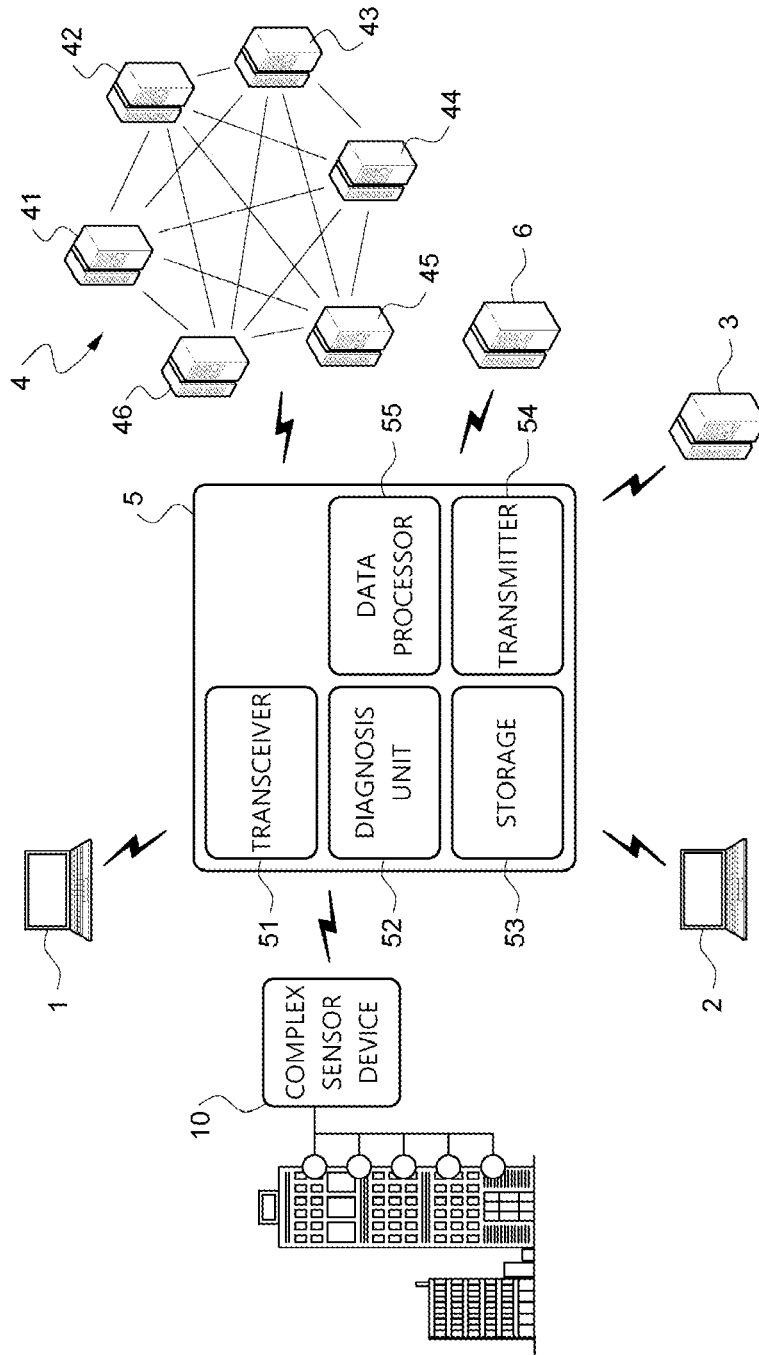 1
5
4
42
41
43
46
44
45
6
3
10
COMPLEX
SENSOR
DEVICE
51
TRANSCEIVER
52
DIAGNOSIS
UNIT
55
DATA
PROCESSOR
53
STORAGE
54
TRANSMITTER
2